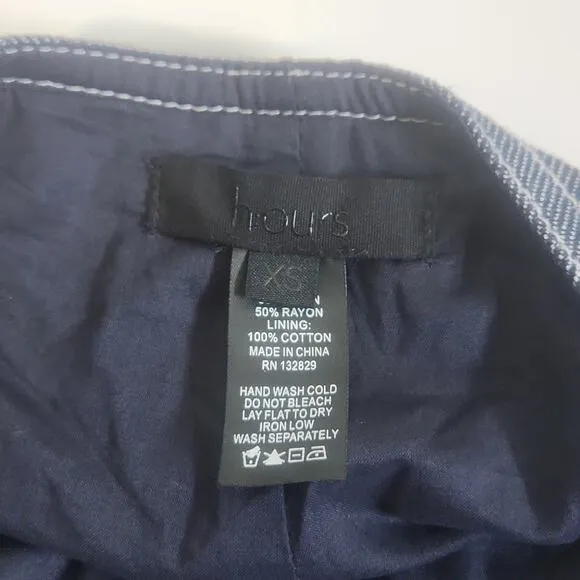 hours
XS
50% RAYON
LINING:
100% COTTON
MADE IN CHINA
RN 132829
HAND WASH COLD
DO NOT BLEACH
LAY FLAT TO DRY
IRON LOW
WASH SEPARATELY